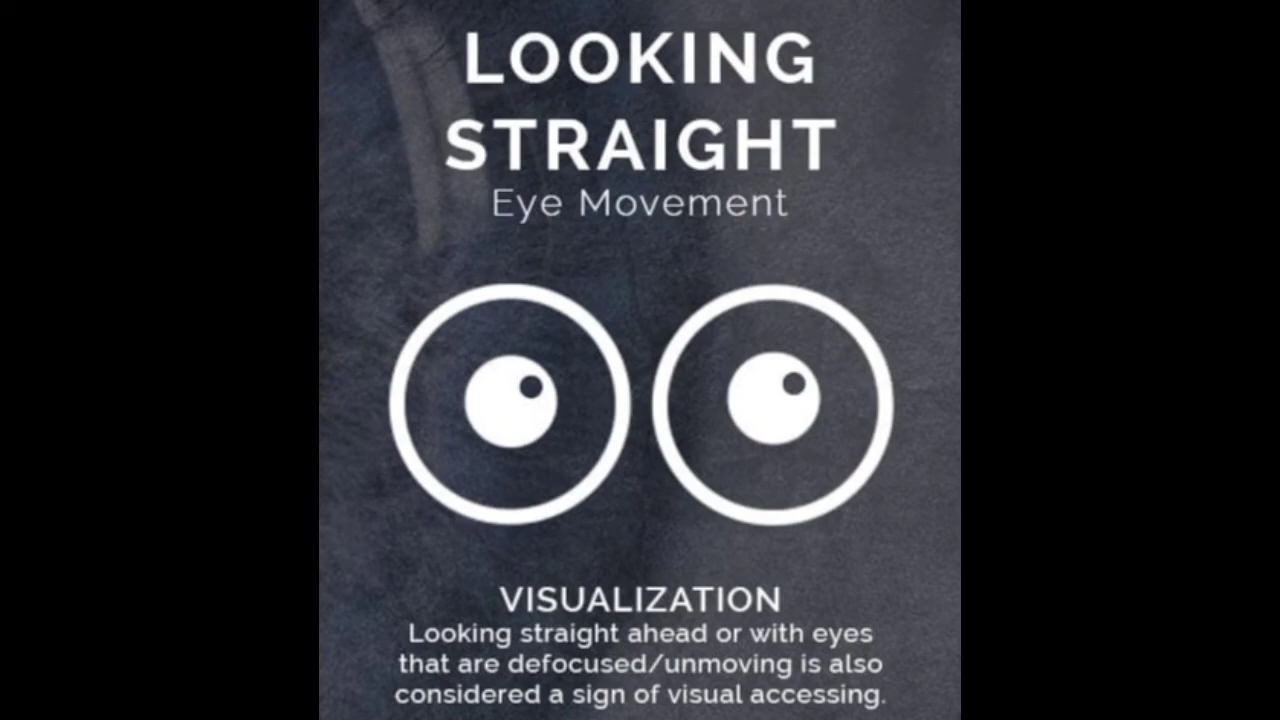 LOOKING
STRAIGHT
Eye Movement
VISUALIZATION
Looking straight ahead or with eyes
that are defocused/unmoving is also
considered a sign of visual accessing.